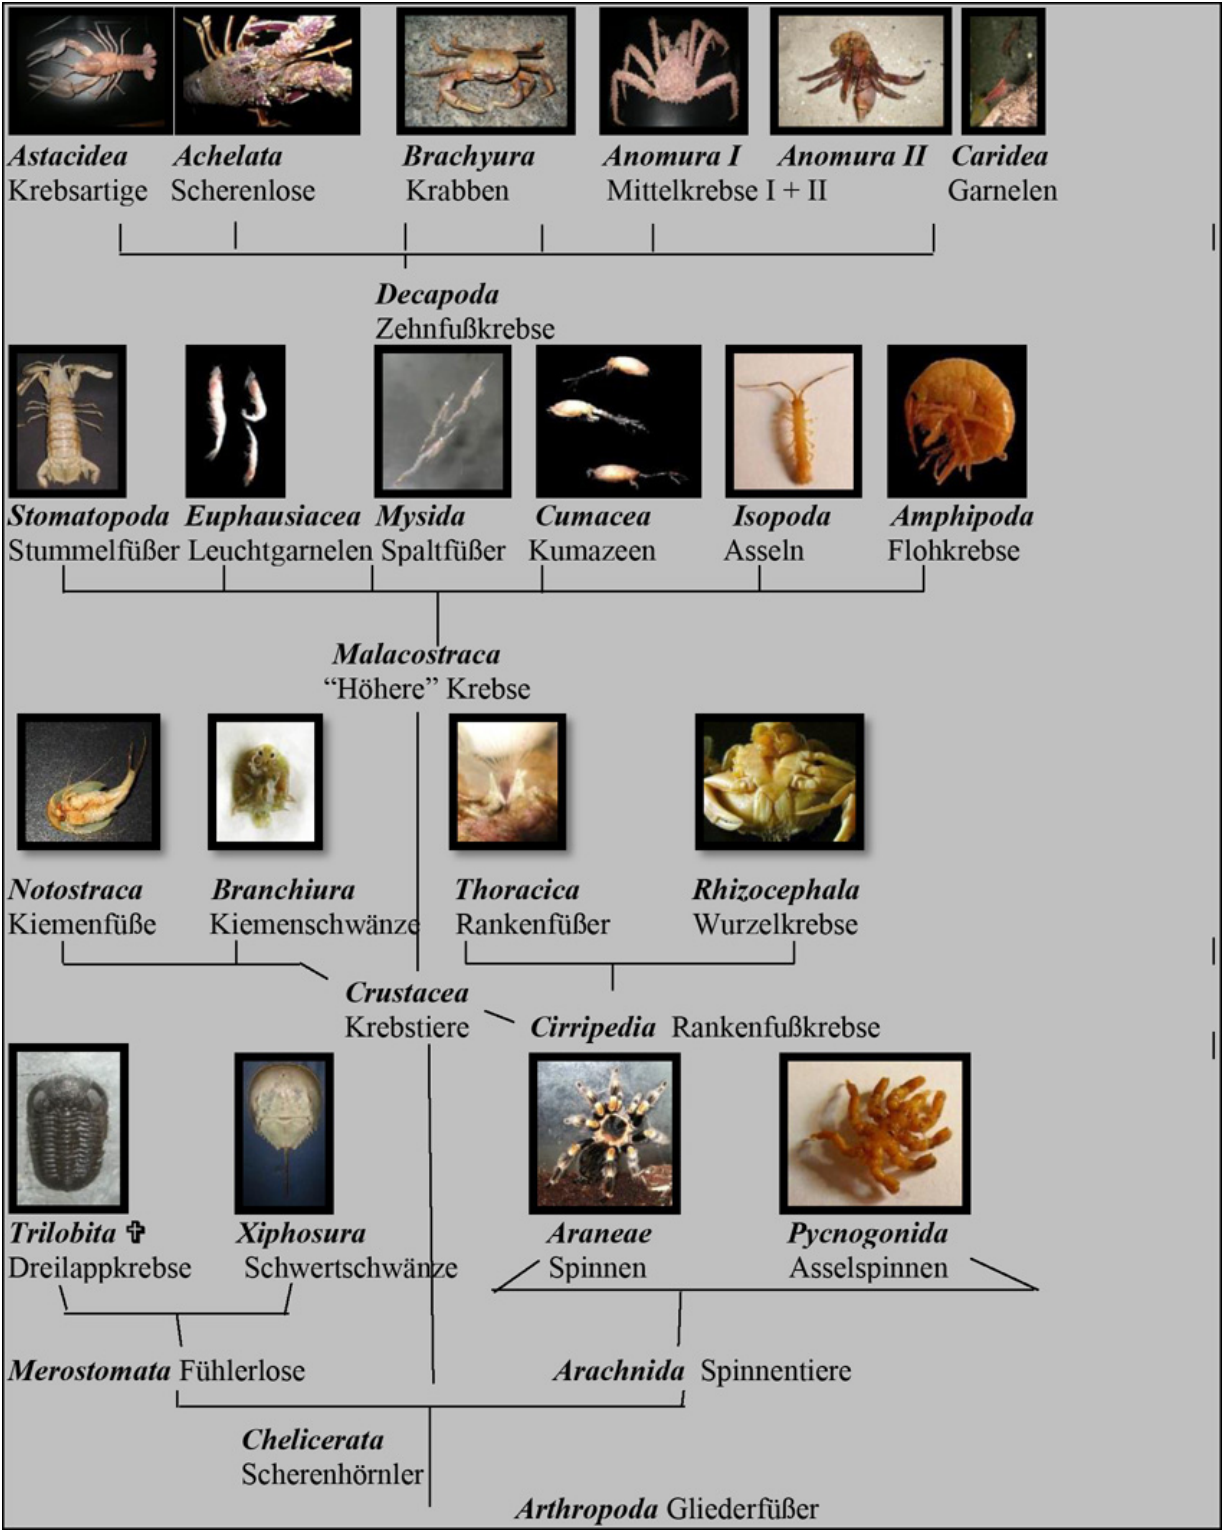 Astacidea Achelata Brachyura Anomura I Anomura II Caridea
Krebsartige Scherenlose Krabben Mittelkrebse I + II Garnelen
Decapoda
Zehnfußkrebse
Stomatopoda Euphausiacea Mysida Cumacea Isopoda Amphipoda
Stummelfüßer Leuchtgarnelen Spaltfüßer Kumazeen Asseln Flohkrebse
Malacostraca
“Höhere” Krebse
Notostraca Branchiura Thoracica Rhizocephala
Kiemenfüße Kiemenschwänze Rankenfüßer Wurzelkrebse
Crustacea
Krebstiere
Cirripedia Rankenfußkrebse
Trilobita ✞ Xiphosura Araneae Pycnogonida
Dreilappkrebse Schwertschwänze Spinnen Asselspinnen
Merostomata Fühlerlose Arachnida Spinnentiere
Chelicerata
Scherenhörnler
Arthropoda Gliederfüßer